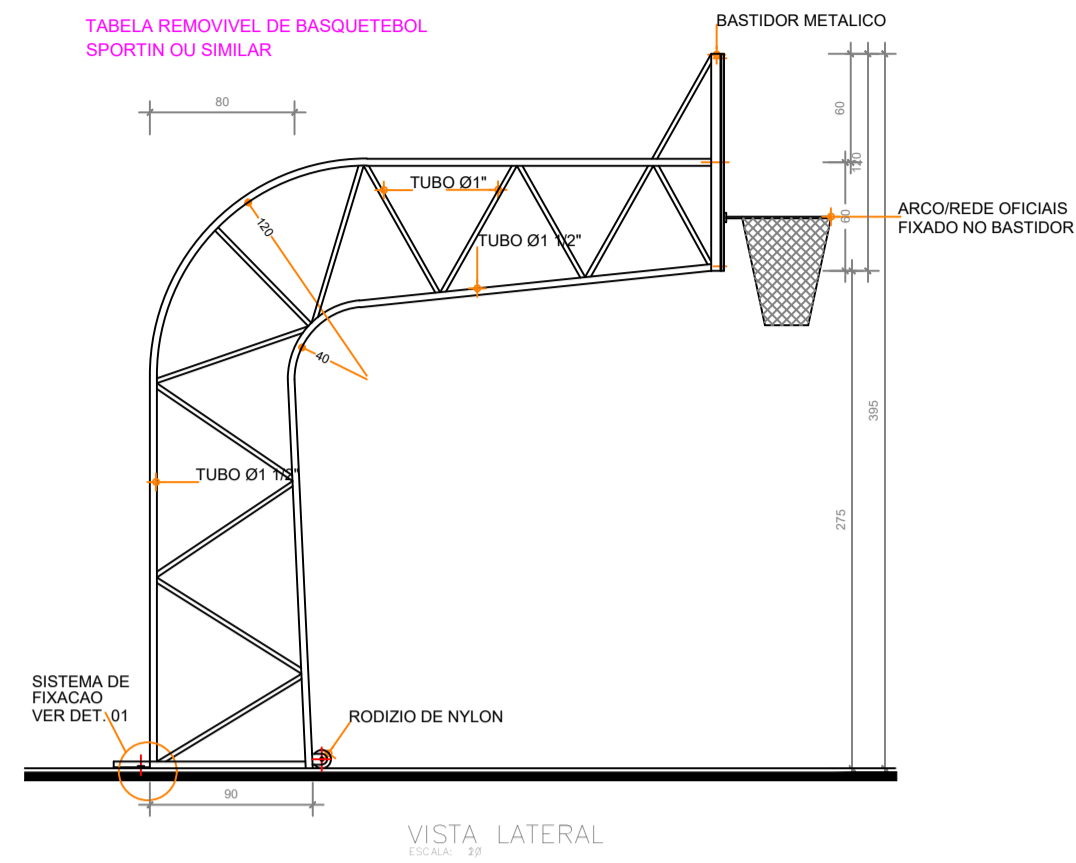 TABELA REMOVIVEL DE BASQUETEBOL
SPORTIN OU SIMILAR
BASTIDOR METALICO
80
60
120
TUBO Ø1"
120
60
ARCO/REDE OFICIAIS
FIXADO NO BASTIDOR
TUBO Ø1 1/2"
40
395
TUBO Ø1 1/2"
275
SISTEMA DE
FIXACAO
VER DET. 01
RODIZIO DE NYLON
90
VISTA LATERAL
ESCALA: